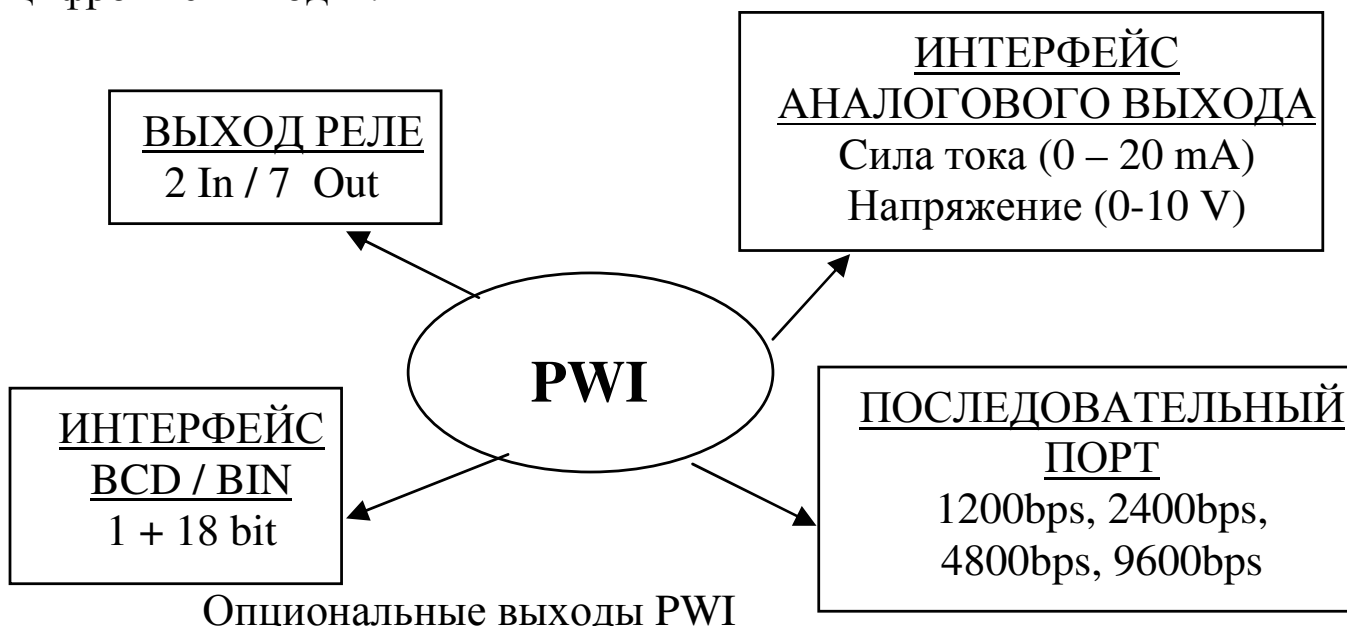 ИНТЕРФЕЙС
АНАЛОГОВОГО ВЫХОДА
Сила тока (0 – 20 mA)
Напряжение (0-10 V)
ВЫХОД РЕЛЕ
2 In / 7 Out
PWI
ИНТЕРФЕЙС
BCD / BIN
1 + 18 bit
ПОСЛЕДОВАТЕЛЬНЫЙ
ПОРТ
1200bps, 2400bps,
4800bps, 9600bps
Опциональные выходы PWI